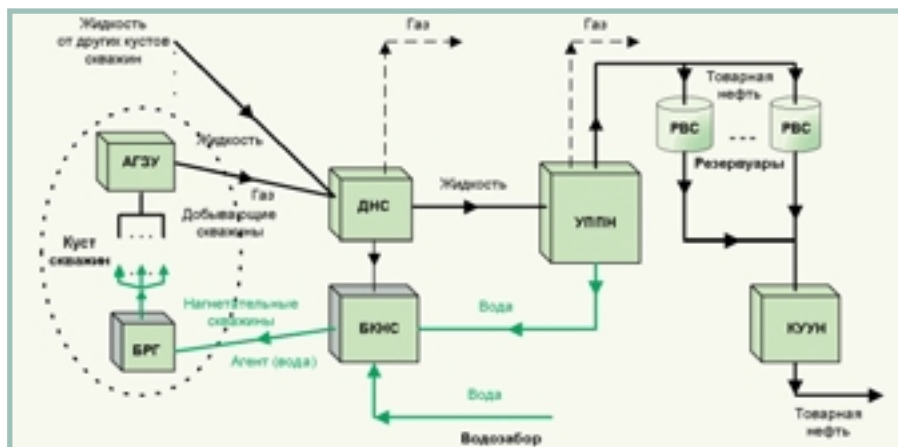 Жидкость
от других кустов
скважин
Газ
Газ
Товарная
нефть
РВС
...
РВС
Резервуары
Жидкость
АГЗУ
Газ
Жидкость
ДНС
УППН
Добывающие
скважины
...
Куст
скважин
....
Нагнетательные
скважины
БКНС
Вода
КУУН
БРГ
Агент (вода)
Вода
Водозабор
Товарная
нефть